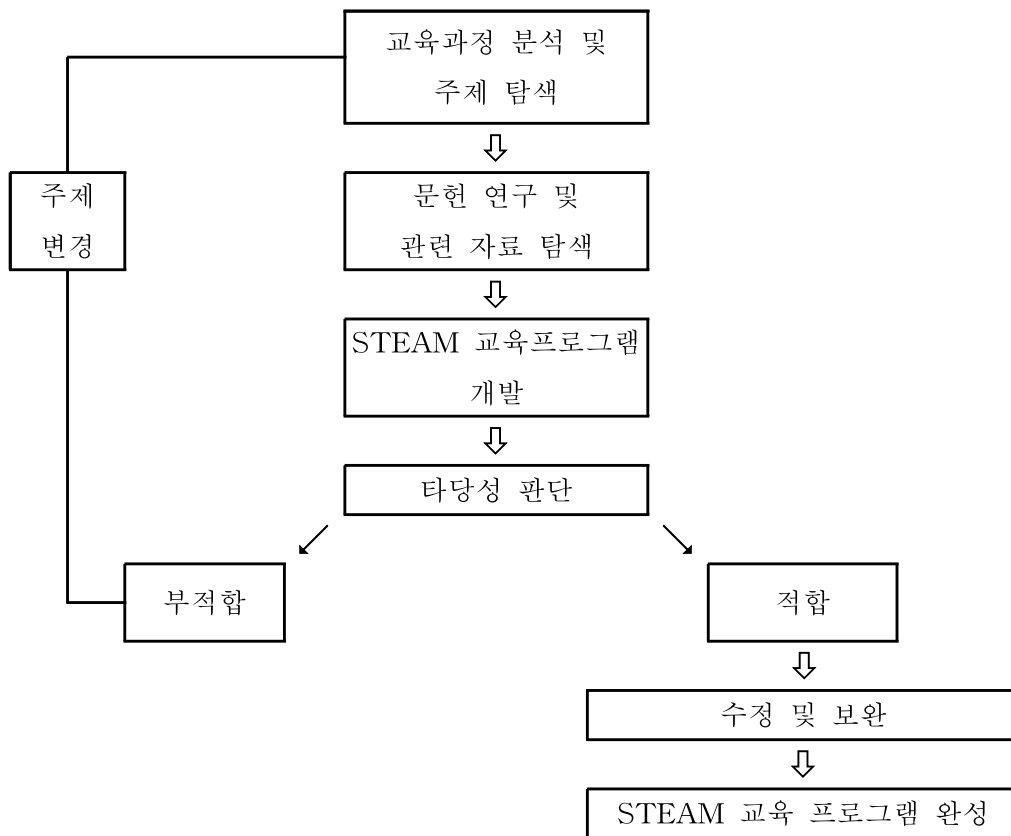 교육과정 분석 및
주제 탐색
주제
변경
문헌 연구 및
관련 자료 탐색
STEAM 교육프로그램
개발
타당성 판단
부적합
적합
수정 및 보완
STEAM 교육 프로그램 완성